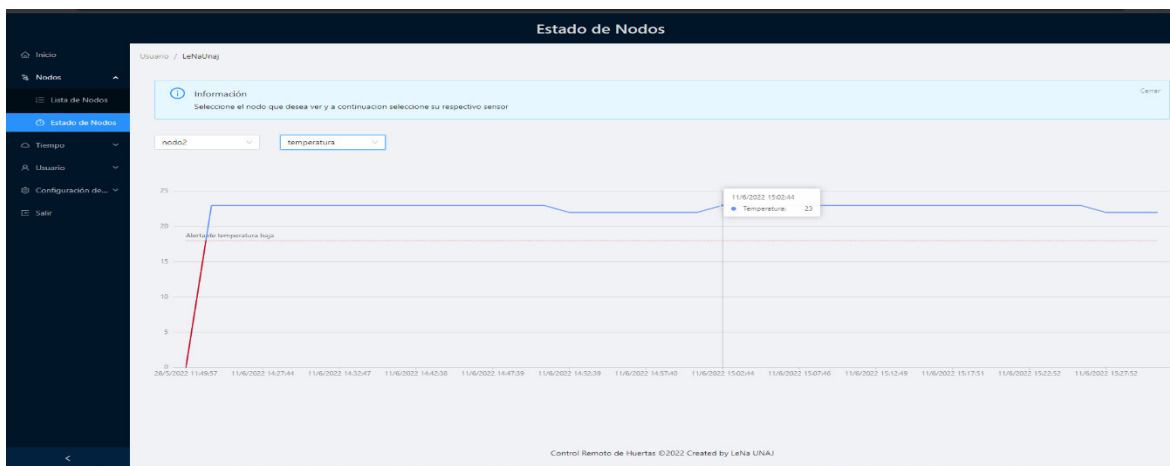 Estado de Nodos
Inicio
Nodos
Lista de Nodos
Estado de Nodos
Tiempo
Usuario
Configuración de...
Salir
<
Usuario / LeNaUnaj
Información
Cerrar
Seleccione el nodo que desea ver y a continuacion seleccione su respectivo sensor
nodo2
temperatura
25
20
15
10
5
0
Alerta de temperatura baja
11/6/2022 15:02:44
Temperatura: 23
28/5/2022 11:49:57 11/6/2022 14:27:44 11/6/2022 14:32:47 11/6/2022 14:42:38 11/6/2022 14:47:39 11/6/2022 14:52:39 11/6/2022 14:57:40 11/6/2022 15:02:44 11/6/2022 15:07:46 11/6/2022 15:12:49 11/6/2022 15:17:51 11/6/2022 15:22:52 11/6/2022 15:27:52
Control Remoto de Huertas ©2022 Created by LeNa UNAJ